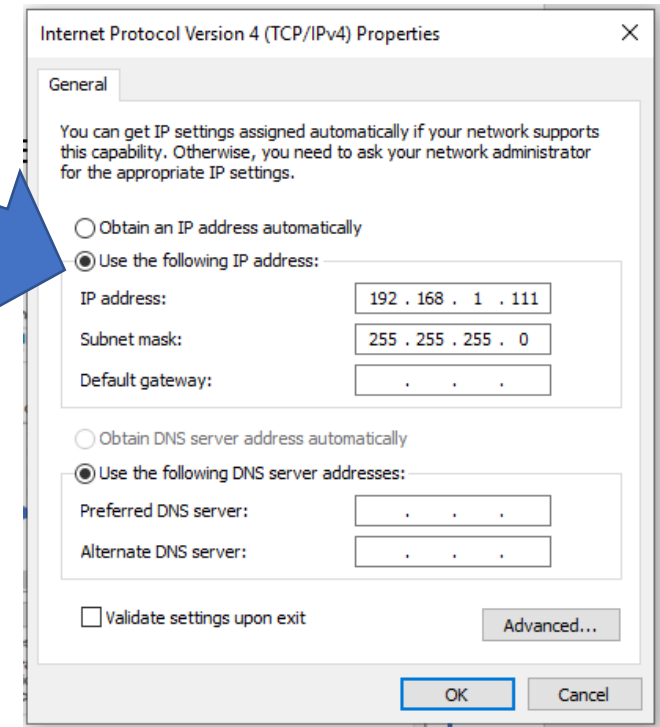 Internet Protocol Version 4 (TCP/IPv4) Properties
General
You can get IP settings assigned automatically if your network supports
this capability. Otherwise, you need to ask your network administrator
for the appropriate IP settings.
Obtain an IP address automatically
Use the following IP address:
IP address: 192 . 168 . 1 . 111
Subnet mask: 255 . 255 . 255 . 0
Default gateway: . . .
Obtain DNS server address automatically
Use the following DNS server addresses:
Preferred DNS server: . . .
Alternate DNS server: . . .
Validate settings upon exit
Advanced...
OK Cancel